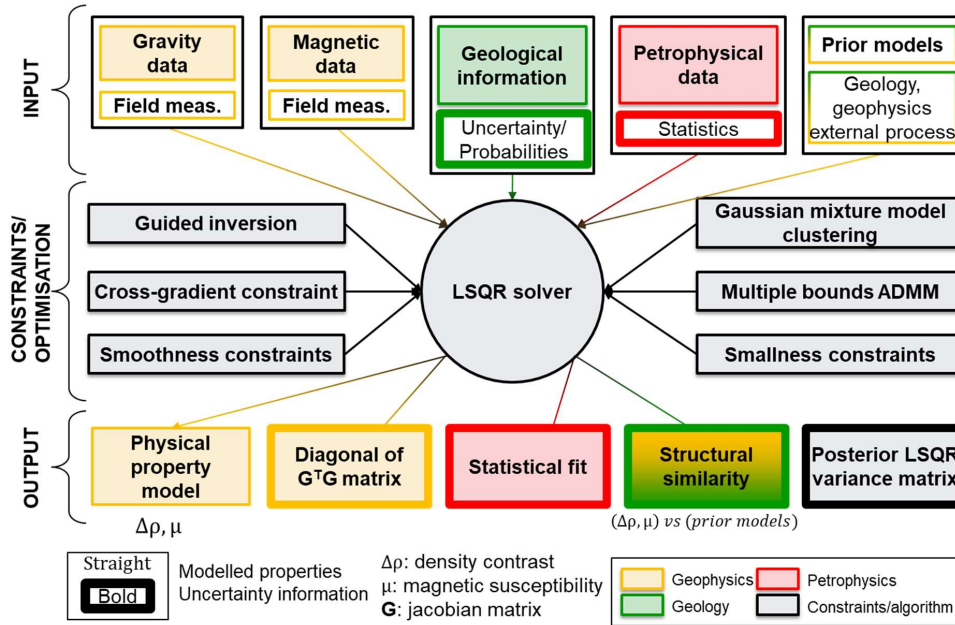 INPUT
Gravity
data
Field meas.
Magnetic
data
Field meas.
Geological
information
Uncertainty/
Probabilities
Petrophysical
data
Statistics
Prior models
Geology,
geophysics
external process
CONSTRAINTS/
OPTIMISATION
Guided inversion
Cross-gradient constraint
Smoothness constraints
LSQR solver
Gaussian mixture model
clustering
Multiple bounds ADMM
Smallness constraints
OUTPUT
Physical
property
model
Δρ, μ
Diagonal of
GᵀG matrix
Statistical fit
Structural
similarity
(Δρ, μ) vs (prior models)
Posterior LSQR
variance matrix
Straight
Bold
Modelled properties
Uncertainty information
Δρ: density contrast
μ: magnetic susceptibility
G: jacobian matrix
Geophysics
Petrophysics
Geology
Constraints/algorithm